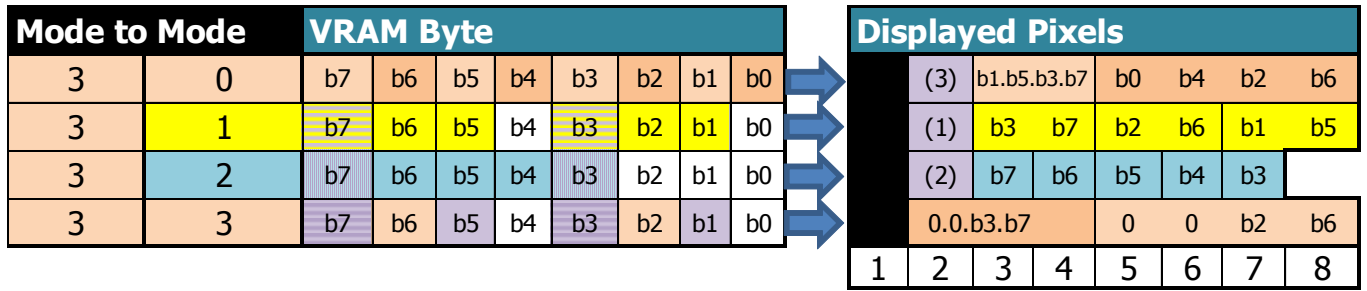 Mode to Mode VRAM Byte Displayed Pixels
3 0 b7 b6 b5 b4 b3 b2 b1 b0 (3) b1.b5.b3.b7 b0 b4 b2 b6
3 1 b7 b6 b5 b4 b3 b2 b1 b0 (1) b3 b7 b2 b6 b1 b5
3 2 b7 b6 b5 b4 b3 b2 b1 b0 (2) b7 b6 b5 b4 b3
3 3 b7 b6 b5 b4 b3 b2 b1 b0 0.0.b3.b7 0 0 b2 b6
1 2 3 4 5 6 7 8